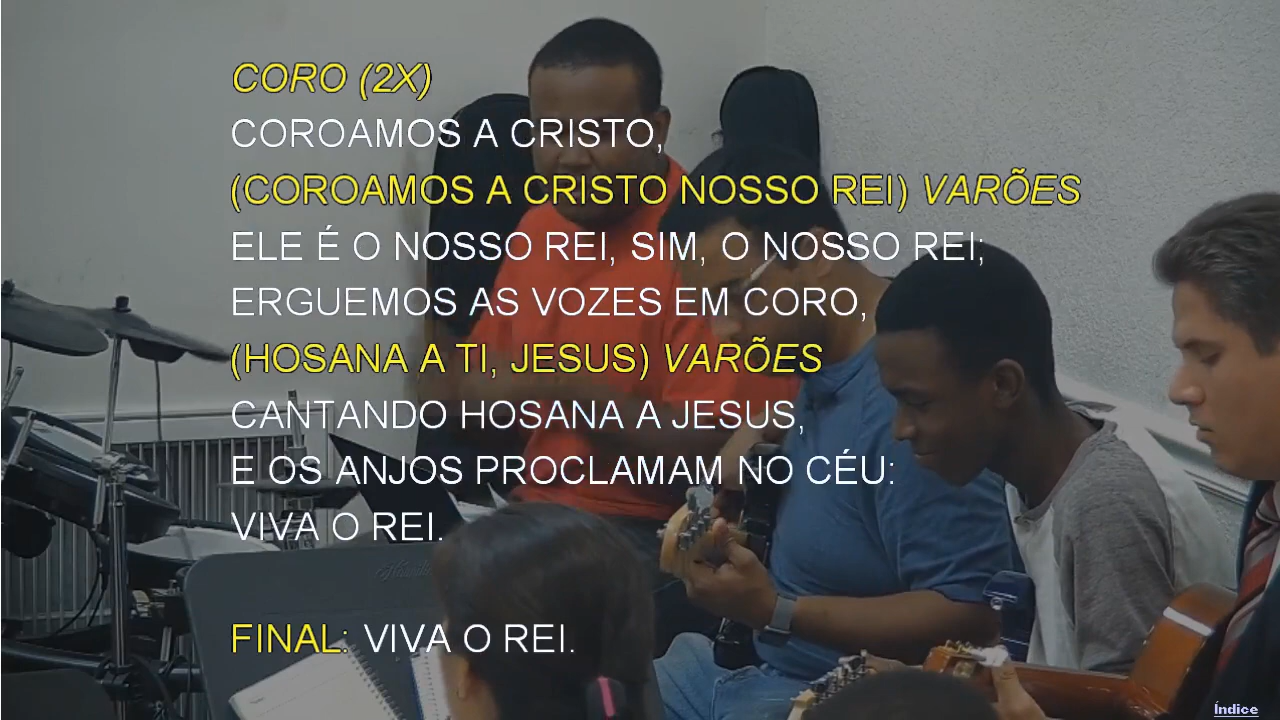 CORO (2X)
COROAMOS A CRISTO,
(COROAMOS A CRISTO NOSSO REI) VARÕES
ELE É O NOSSO REI, SIM, O NOSSO REI;
ERGUEMOS AS VOZES EM CORO,
(HOSANA A TI, JESUS) VARÕES
CANTANDO HOSANA A JESUS,
E OS ANJOS PROCLAMAM NO CÉU:
VIVA O REI.
FINAL: VIVA O REI.
Índice